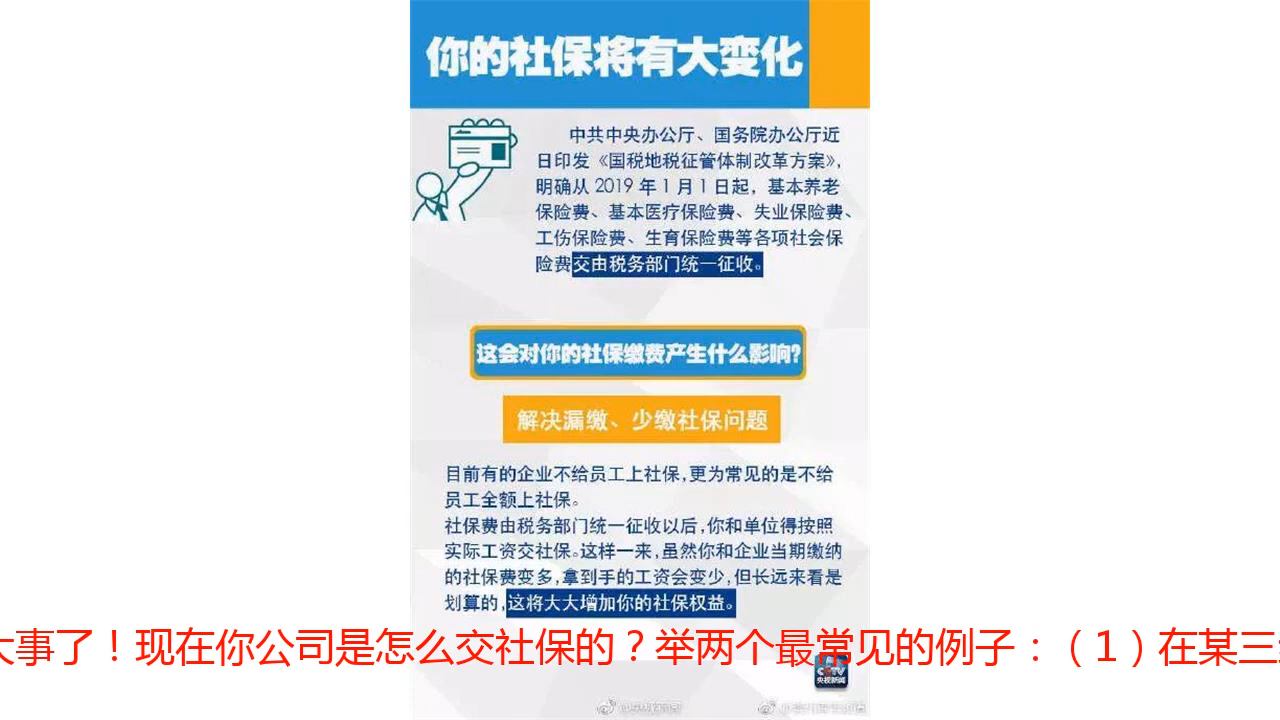 你的社保将有大变化
中共中央办公厅、国务院办公厅近
日印发《国税地税征管体制改革方案》,
明确从2019年1月1日起，基本养老
保险费、基本医疗保险费、失业保险费、
工伤保险费、生育保险费等各项社会保
险费交由税务部门统一征收。
这会对你的社保缴费产生什么影响?
解决漏缴、少缴社保问题
目前有的企业不给员工上社保,更为常见的是不给
员工全额上社保。
社保费由税务部门统一征收以后,你和单位得按照
实际工资交社保。这样一来,虽然你和企业当期缴纳
的社保费变多,拿到手的工资会变少,但长远来看是
划算的,这将大大增加你的社保权益。
大事了！现在你公司是怎么交社保的？举两个最常见的例子：（1）在某三
CCTV
央视新闻